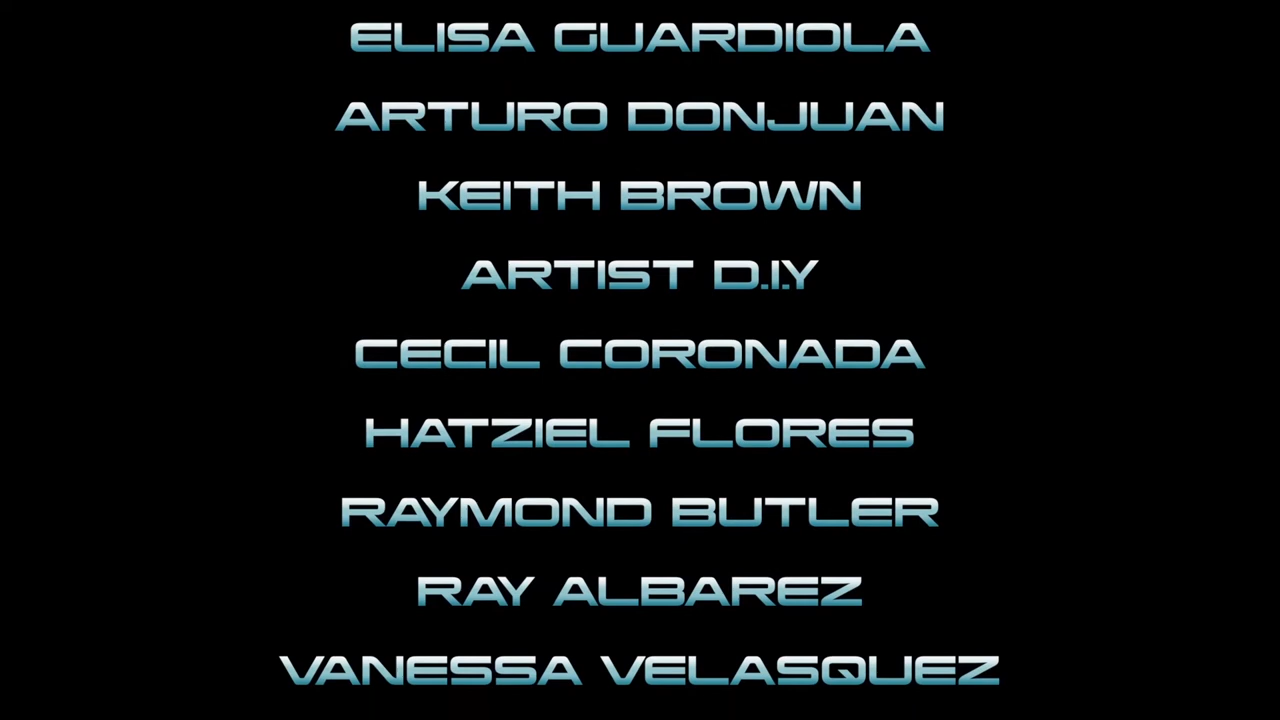 ELISA GUARDIOLA
ARTURO DONJUAN
KEITH BROWN
ARTIST D.I.Y
CECIL CORONADA
HATZIEL FLORES
RAYMOND BUTLER
RAY ALBAREZ
VANESSA VELASQUEZ